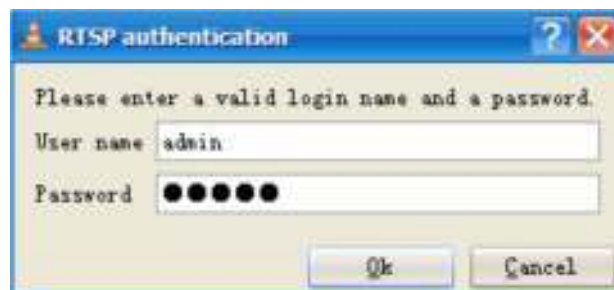 RTSP authentication
Please enter a valid login name and a password.
User name admin
Password ●●●●●
Ok Cancel